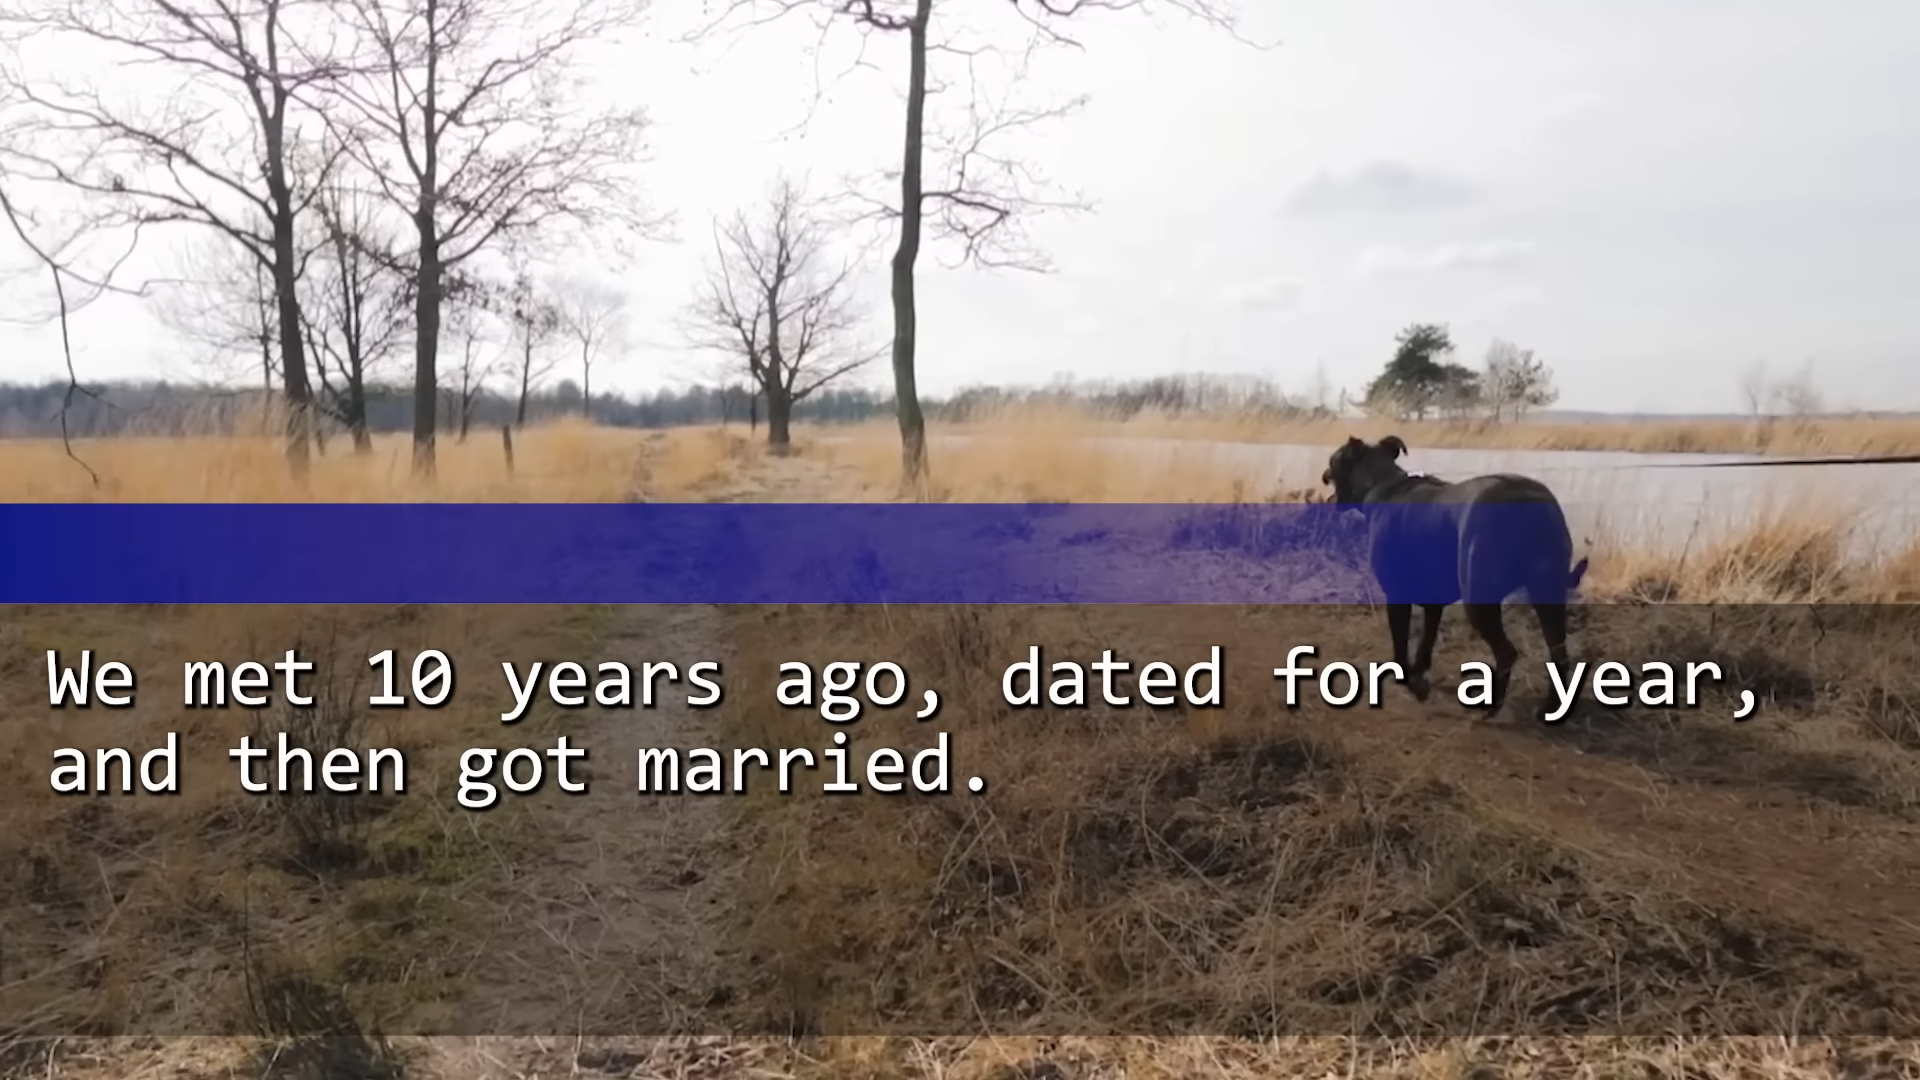 We met 10 years ago, dated for a year,
and then got married.